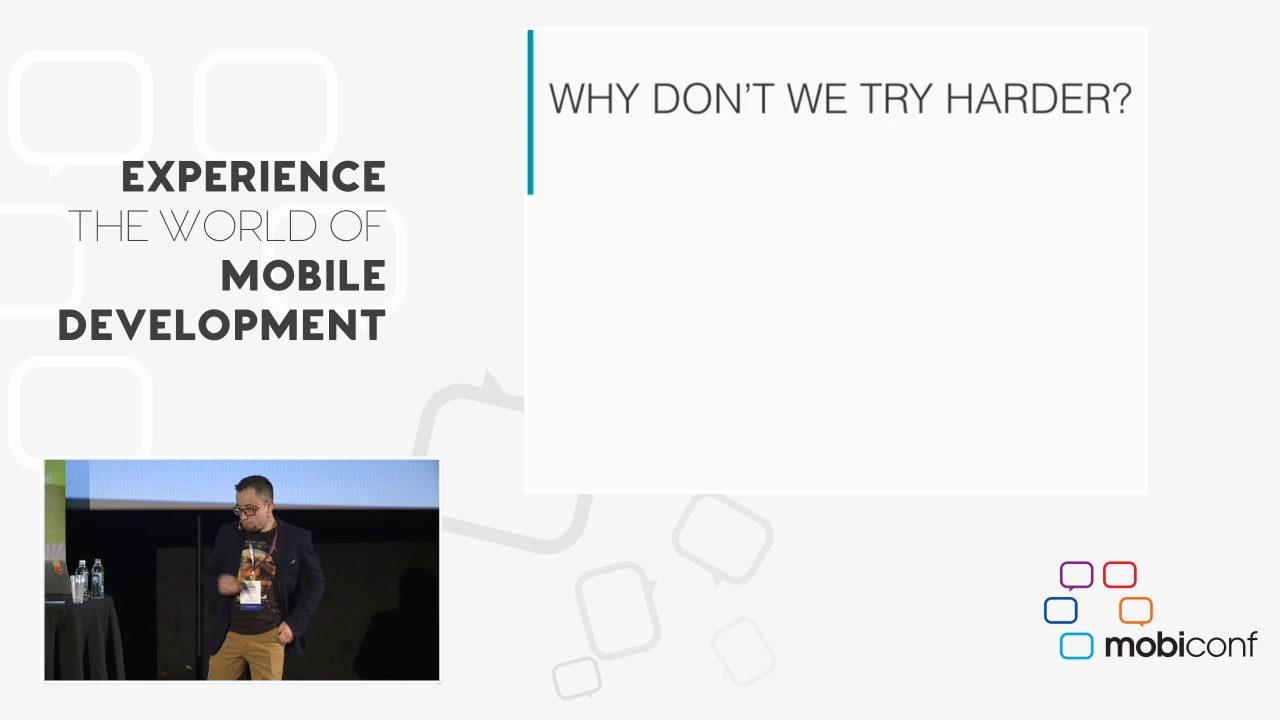 WHY DON'T WE TRY HARDER?
EXPERIENCE
THE WORLD OF
MOBILE
DEVELOPMENT
mobiconf